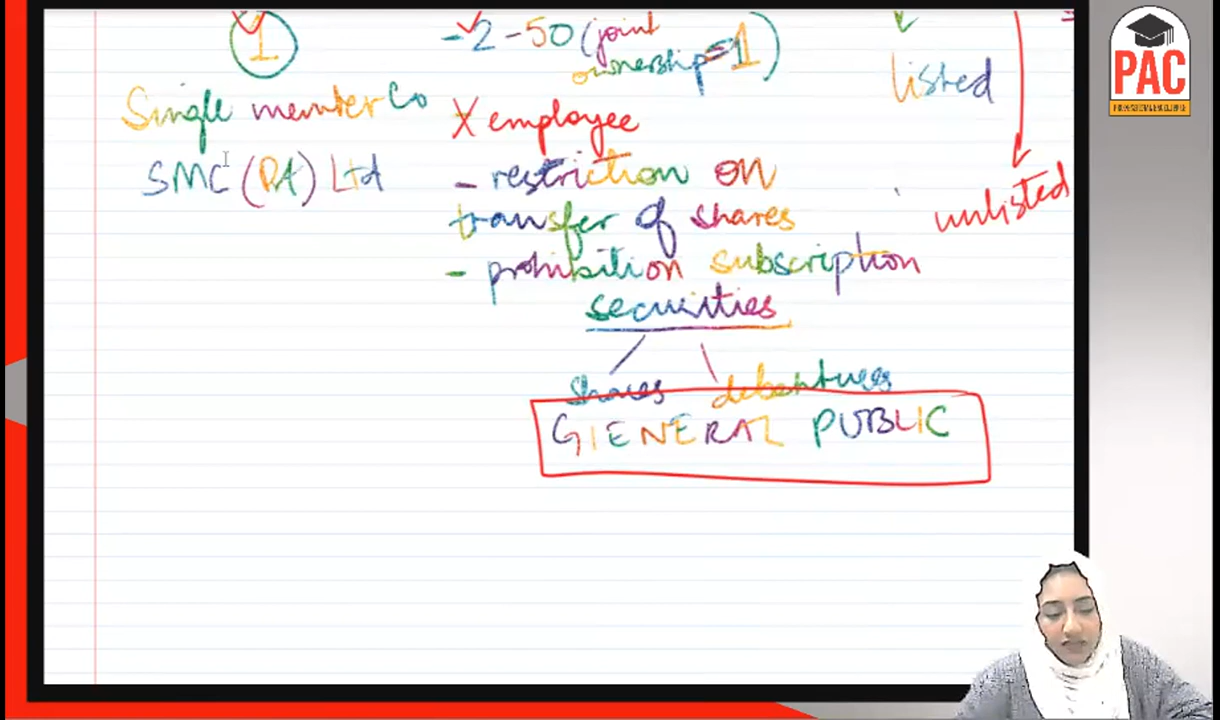 1
- 2 - 50 (joint
ownership = 1)
Single member Co
SMC (PA) Ltd
X employee
- restriction on
transfer of shares
- prohibition subscription
securities
shares debentures
GENERAL PUBLIC
listed
unlisted
PAC